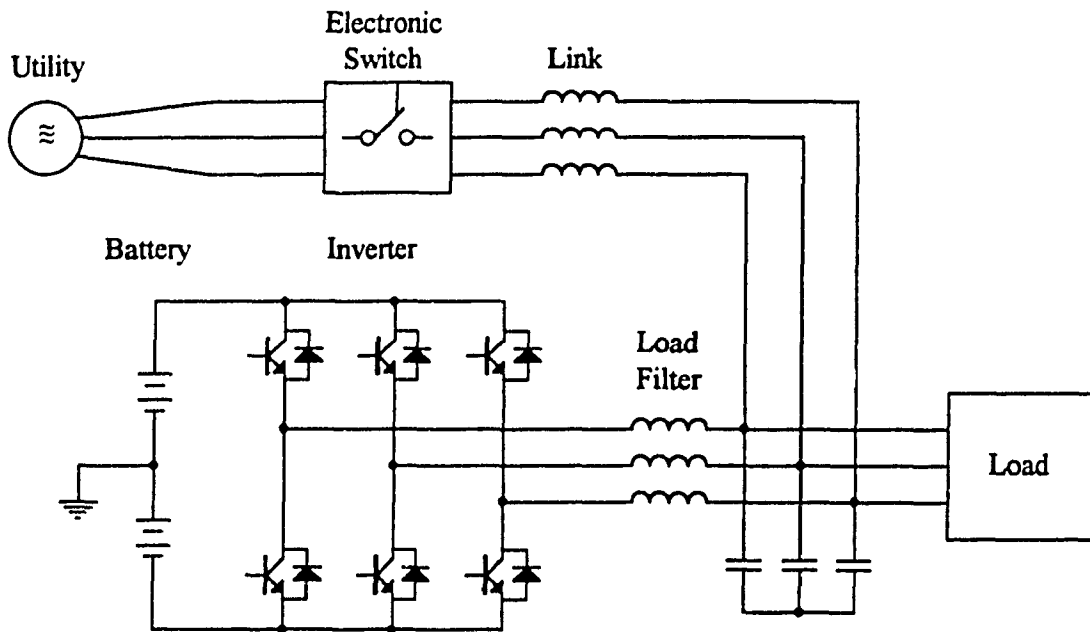 Electronic
Switch
Link
Utility
Battery
Inverter
Load
Filter
Load